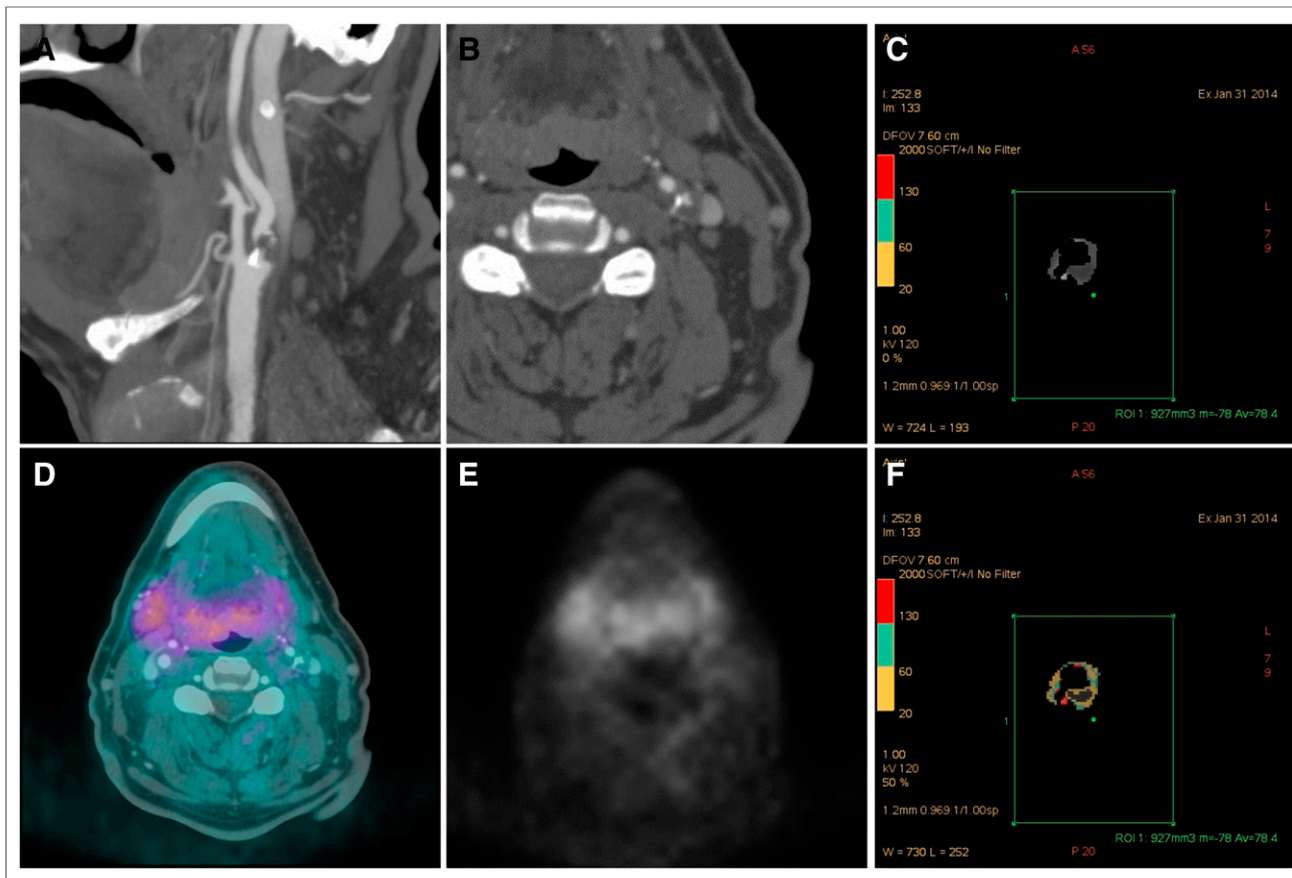 A
B
C
A 56
I: 252.8
Im: 133
Ex:Jan 31 2014
DFOV 7.60 cm
2000 SOFT/+/I No Filter
130
60
20
L
7
9
1
1.00
kV 120
0 %
1.2mm 0.969:1/1.00sp
ROI 1: 927mm3 m=-78 Av=78.4
W = 724 L = 193
P 20
D
E
F
A 56
I: 252.8
Im: 133
Ex:Jan 31 2014
DFOV 7.60 cm
2000 SOFT/+/I No Filter
130
60
20
L
7
9
1
1.00
kV 120
50 %
1.2mm 0.969:1/1.00sp
ROI 1: 927mm3 m=-78 Av=78.4
W = 730 L = 252
P 20